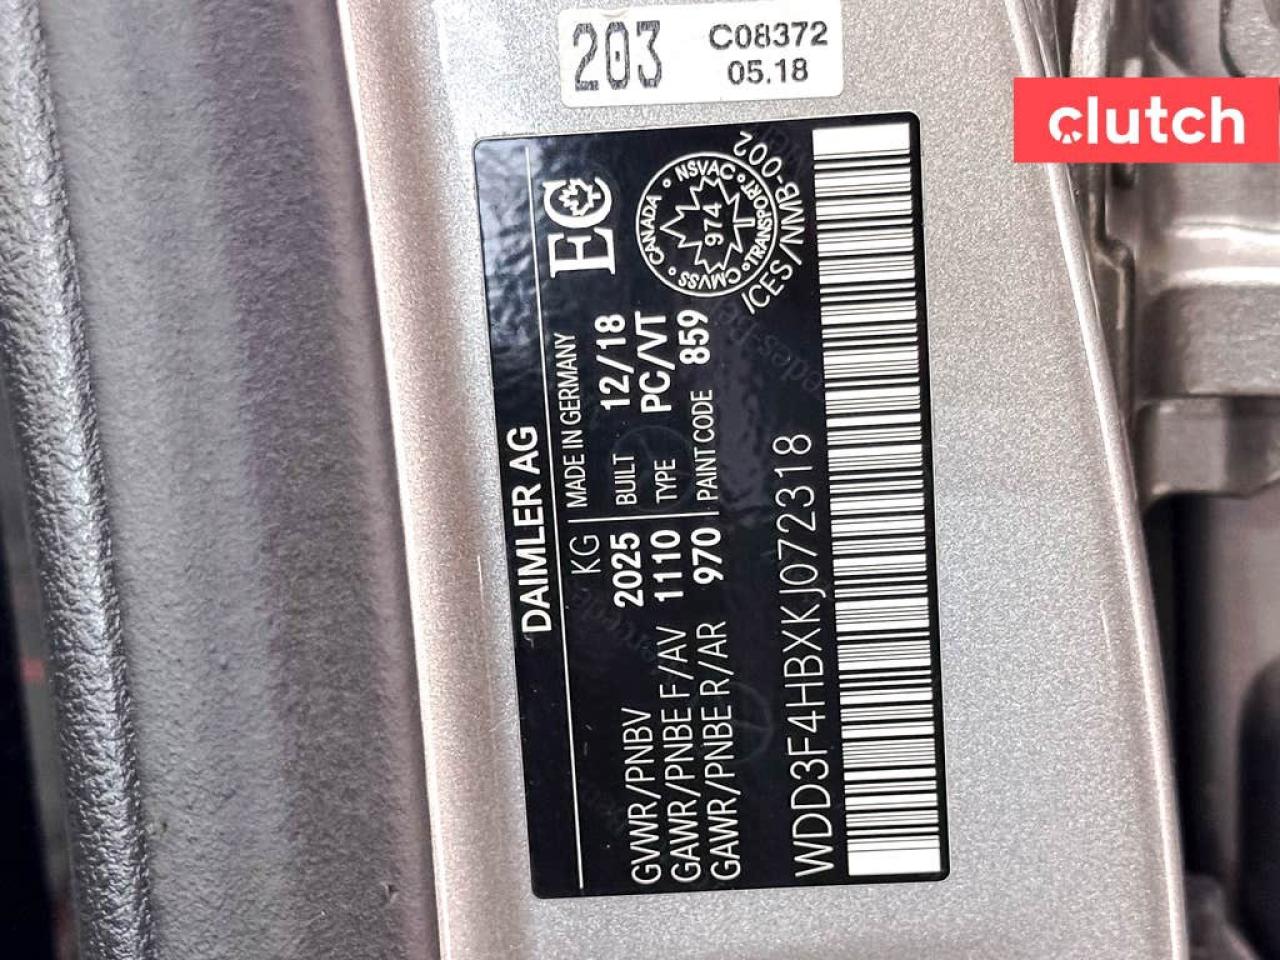 203
C08372
05.18
clutch
DAIMLER AG
KG
MADE IN GERMANY
GVWR/PNBV 2025
BUILT 12/18
GAWR/PNBE F/AV 1110
TYPE PC/VT
GAWR/PNBE R/AR 970
PAINT CODE 859
EC
CANADA NSVAC TRANSPORT CMVSS
974
ICES/NMB-002
WDD3F4HBXKJ072318